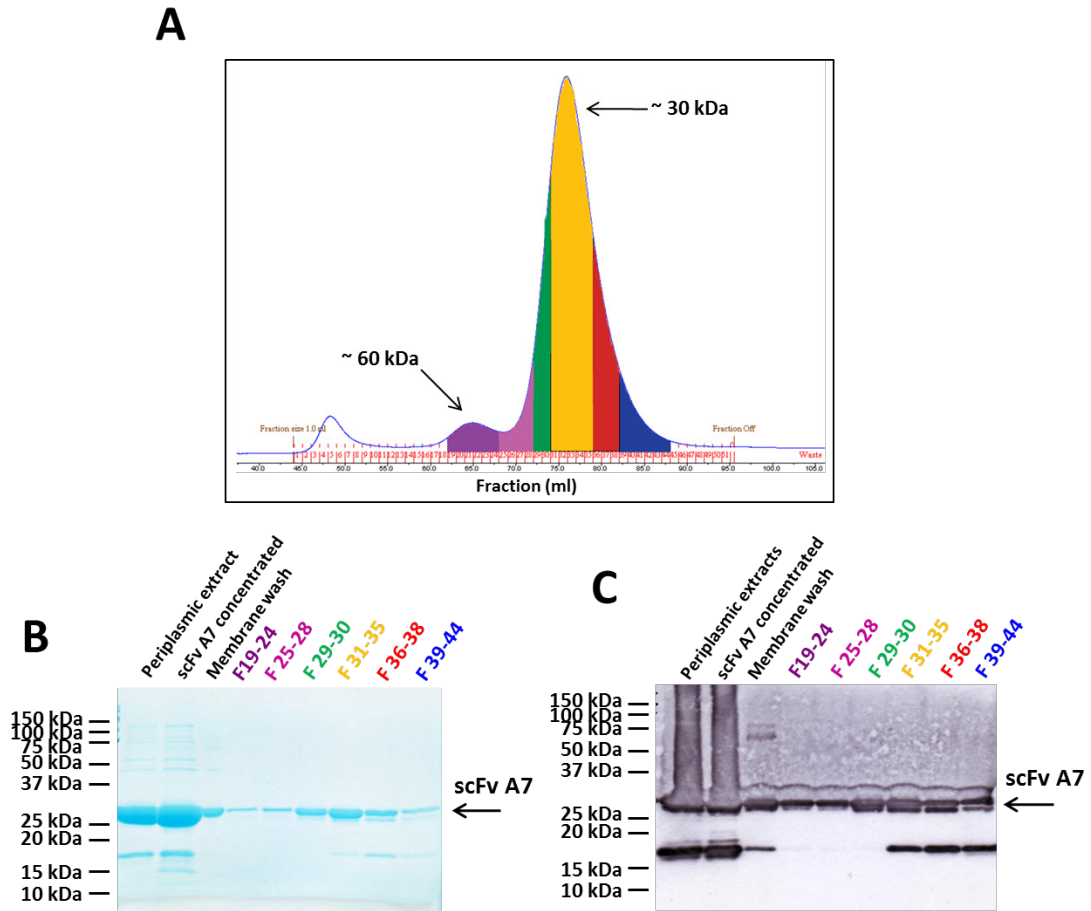 A
~ 30 kDa
~ 60 kDa
Fraction size 1.0 ml
Fraction Off
Waste
40.0 45.0 50.0 55.0 60.0 65.0 70.0 75.0 80.0 85.0 90.0 95.0 100.0 105.0
Fraction (ml)
B
Periplasmic extract
scFv A7 concentrated
Membrane wash
F19-24
F 25-28
F 29-30
F 31-35
F 36-38
F 39-44
150 kDa
100 kDa
75 kDa
50 kDa
37 kDa
25 kDa
20 kDa
15 kDa
10 kDa
scFv A7
C
Periplasmic extracts
scFv A7 concentrated
Membrane wash
F19-24
F 25-28
F 29-30
F 31-35
F 36-38
F 39-44
150 kDa
100 kDa
75 kDa
50 kDa
37 kDa
25 kDa
20 kDa
15 kDa
10 kDa
scFv A7